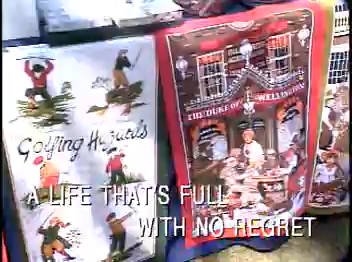 Golfing Hazards
THE DUKE OF WELLINGTON
A LIFE THAT'S FULL
WITH NO REGRET